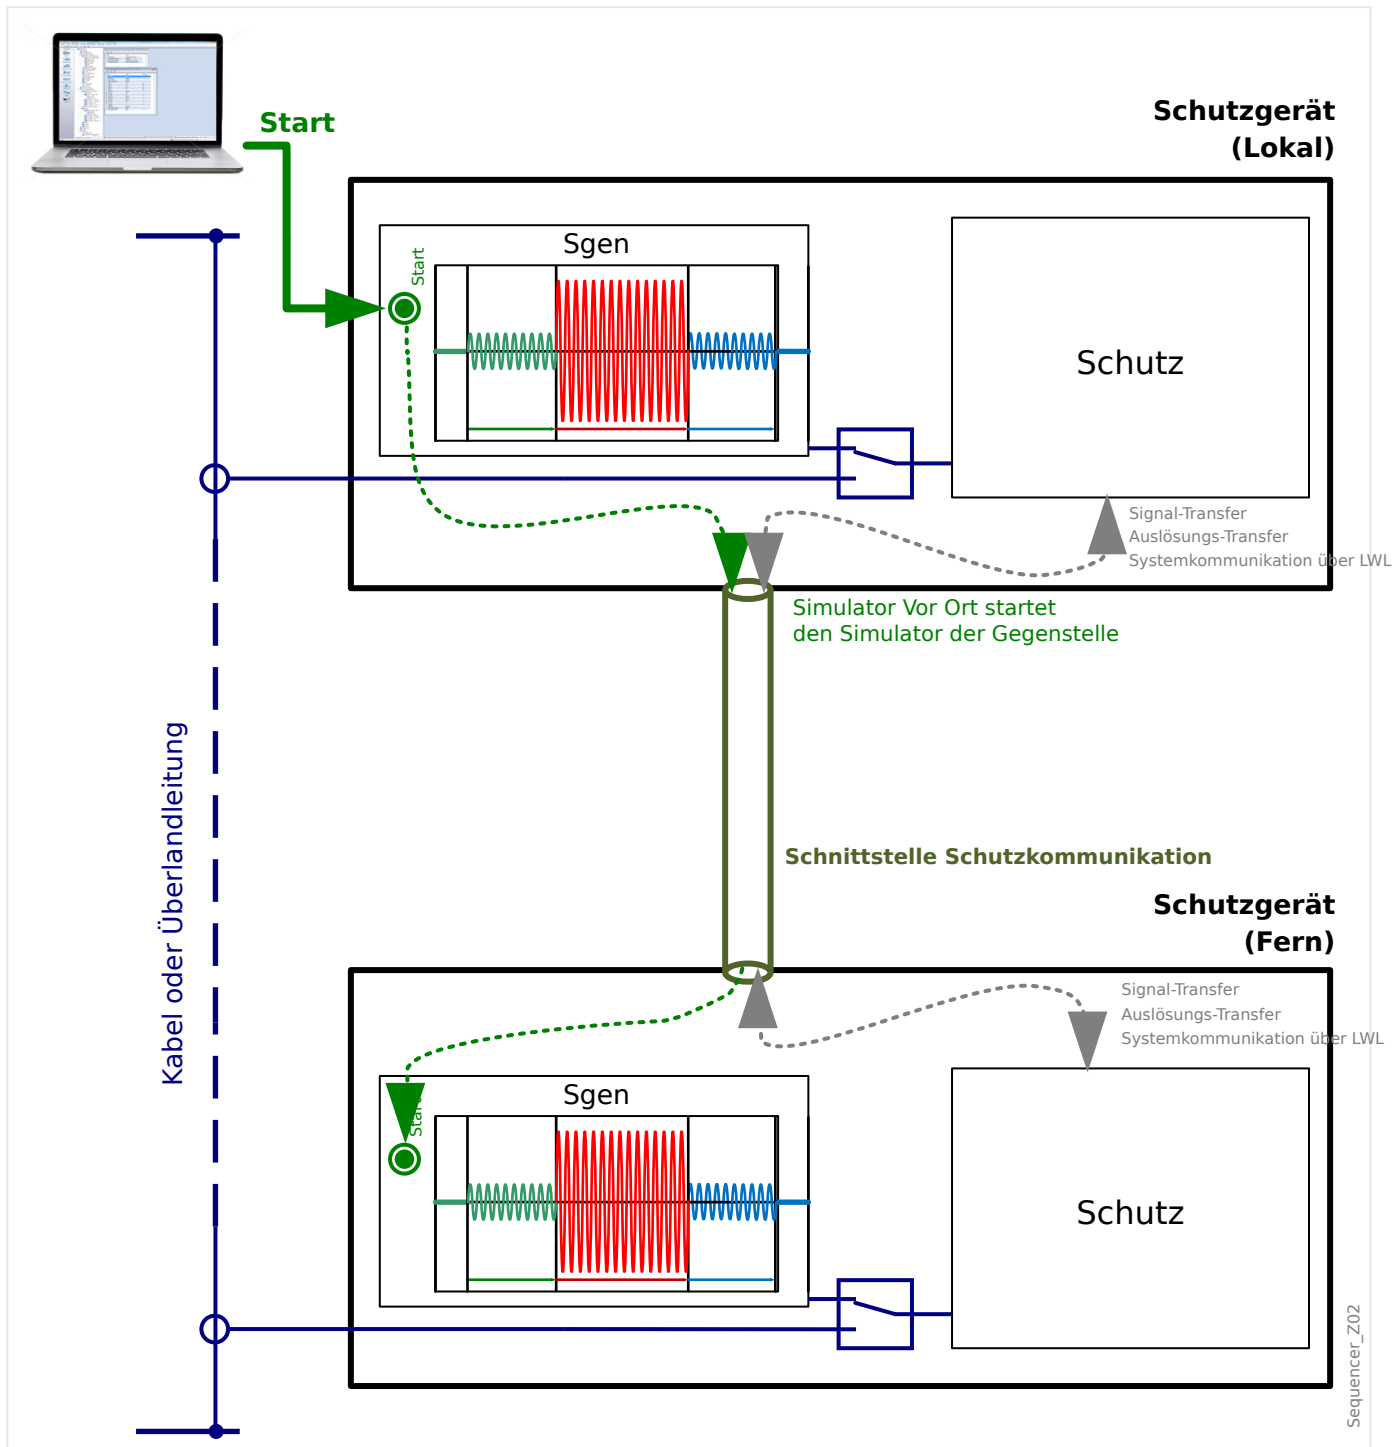 Start
Schutzgerät
(Lokal)
Sgen
Start
Schutz
Signal-Transfer
Auslösungs-Transfer
Systemkommunikation über LWL
Simulator Vor Ort startet
den Simulator der Gegenstelle
Kabel oder Überlandleitung
Schnittstelle Schutzkommunikation
Schutzgerät
(Fern)
Signal-Transfer
Auslösungs-Transfer
Systemkommunikation über LWL
Sgen
Start
Schutz
Sequencer_Z02